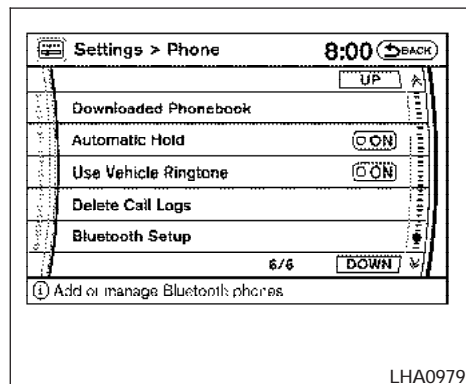 Settings > Phone 8:00 BACK
UP
Downloaded Phonebook
Automatic Hold ON
Use Vehicle Ringtone ON
Delete Call Logs
Bluetooth Setup
6/6 DOWN
i Add or manage Bluetooth phones
LHA0979